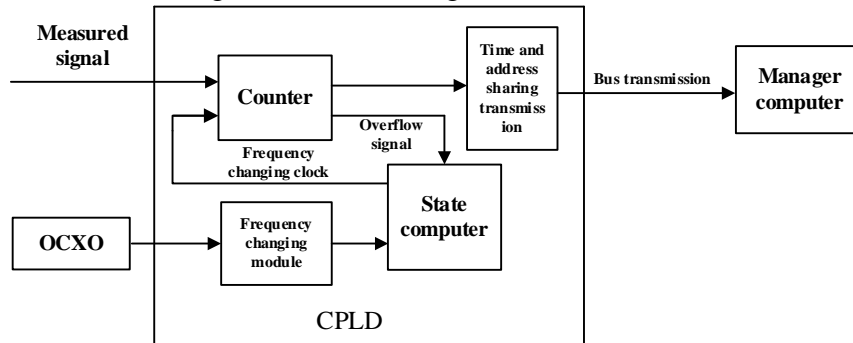 Measured
signal
Counter
Time and
address
sharing
transmiss
ion
Bus transmission
Manager
computer
Overflow
signal
Frequency
changing clock
State
computer
OCXO
Frequency
changing
module
CPLD